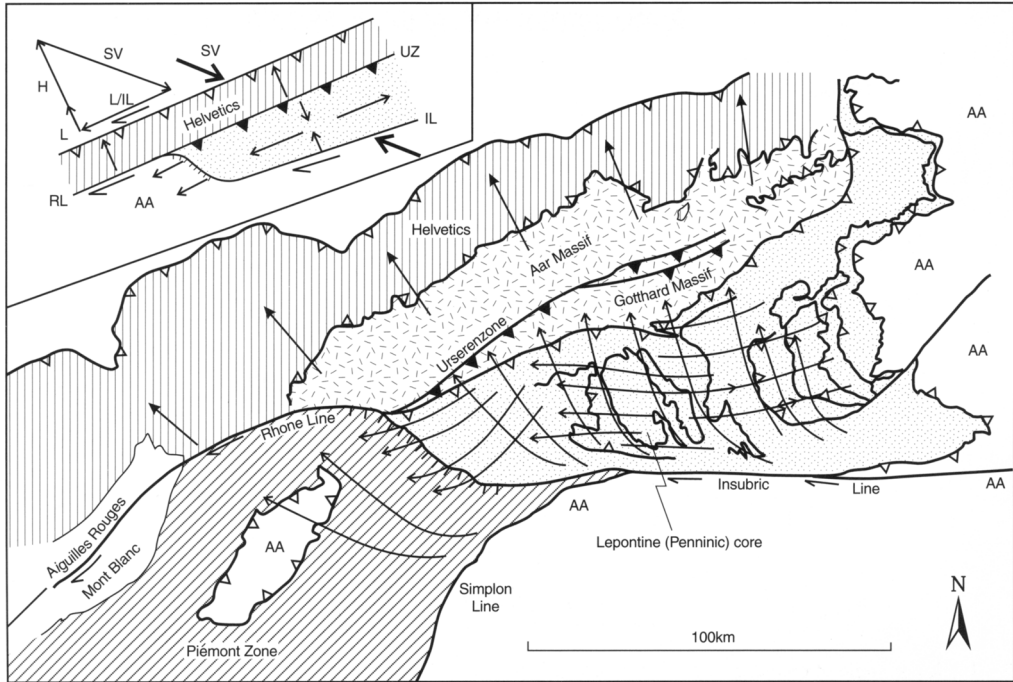 SV
SV
UZ
H
L/IL
Helvetics
IL
L
RL
AA
AA
Helvetics
Aar Massif
AA
Gotthard Massif
Urserenzone
AA
Rhone Line
Insubric
Line
AA
AA
Aiguilles Rouges
Mont Blanc
AA
Lepontine (Penninic) core
Simplon
Line
N
100km
Piémont Zone